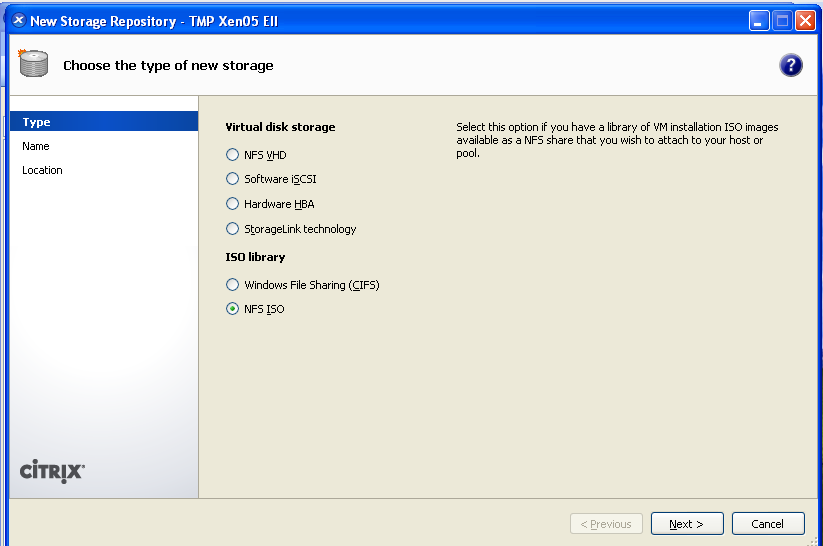 New Storage Repository - TMP Xen05 EII
Choose the type of new storage
?
Type
Name
Location
Virtual disk storage
NFS VHD
Software iSCSI
Hardware HBA
StorageLink technology
ISO library
Windows File Sharing (CIFS)
NFS ISO
Select this option if you have a library of VM installation ISO images
available as a NFS share that you wish to attach to your host or
pool.
CİTRIX
< Previous
Next >
Cancel